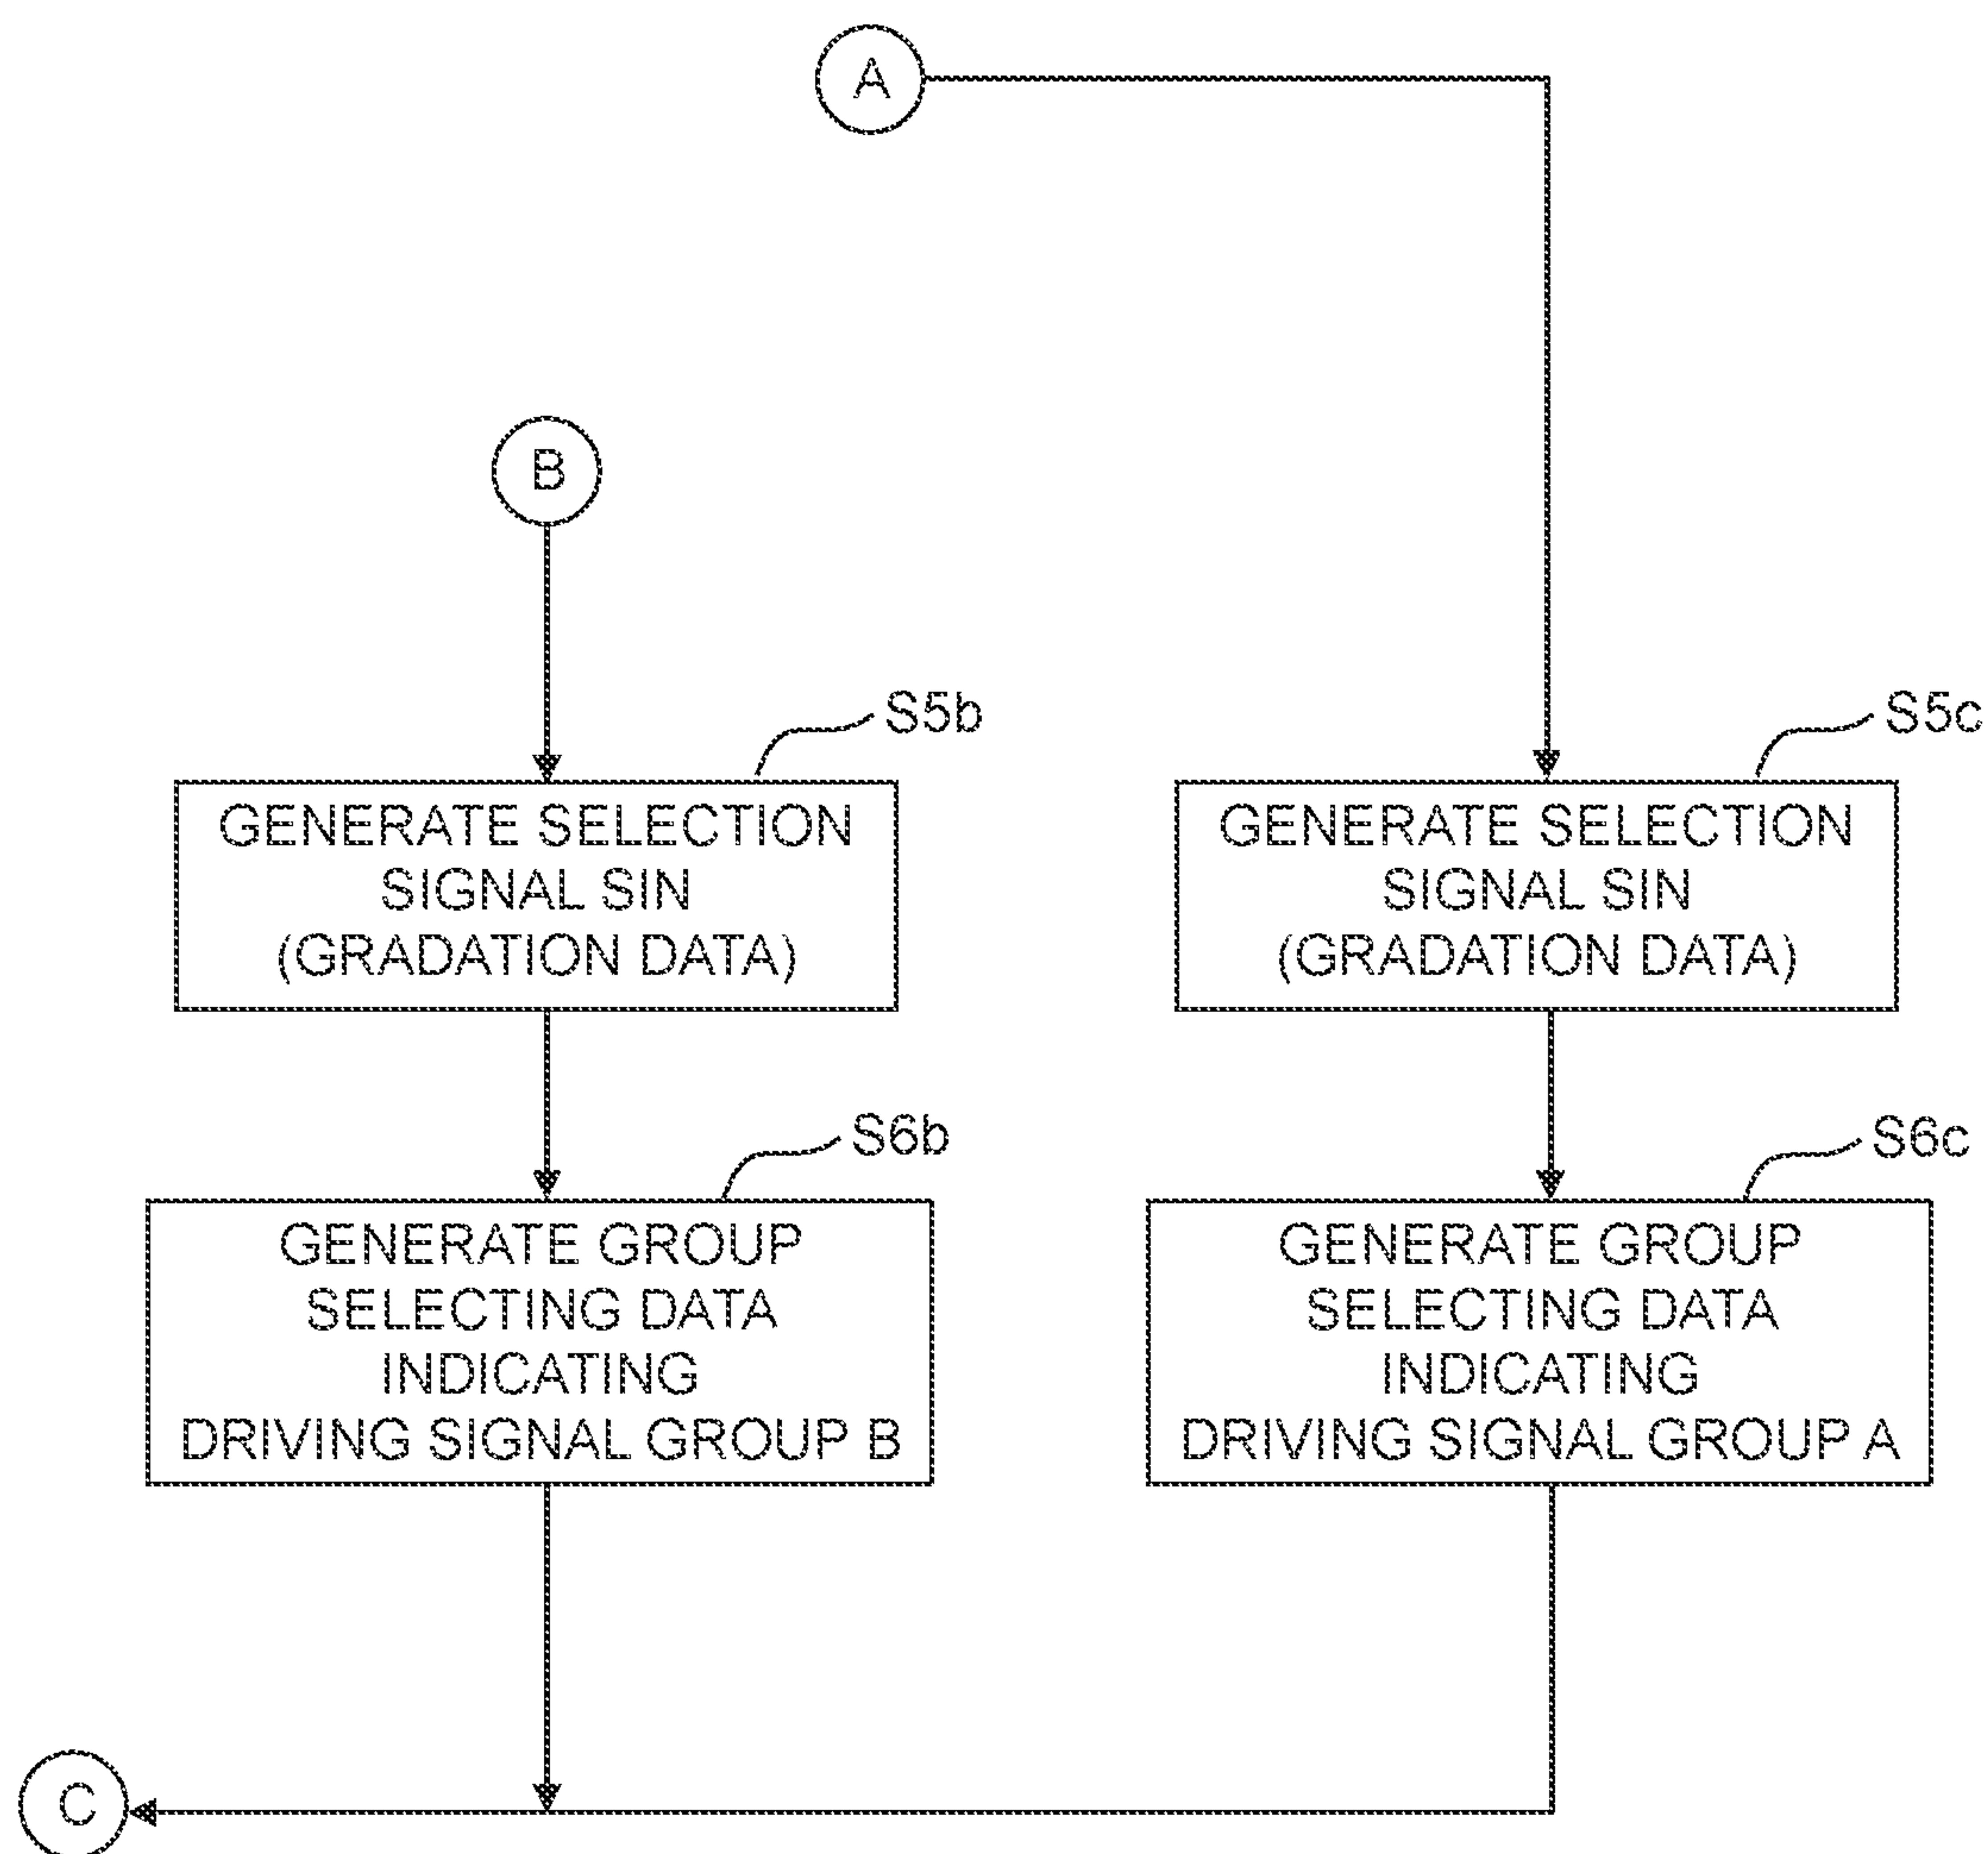 A
B
S5b
GENERATE SELECTION
SIGNAL SIN
(GRADATION DATA)
S5c
GENERATE SELECTION
SIGNAL SIN
(GRADATION DATA)
S6b
GENERATE GROUP
SELECTING DATA
INDICATING
DRIVING SIGNAL GROUP B
S6c
GENERATE GROUP
SELECTING DATA
INDICATING
DRIVING SIGNAL GROUP A
C